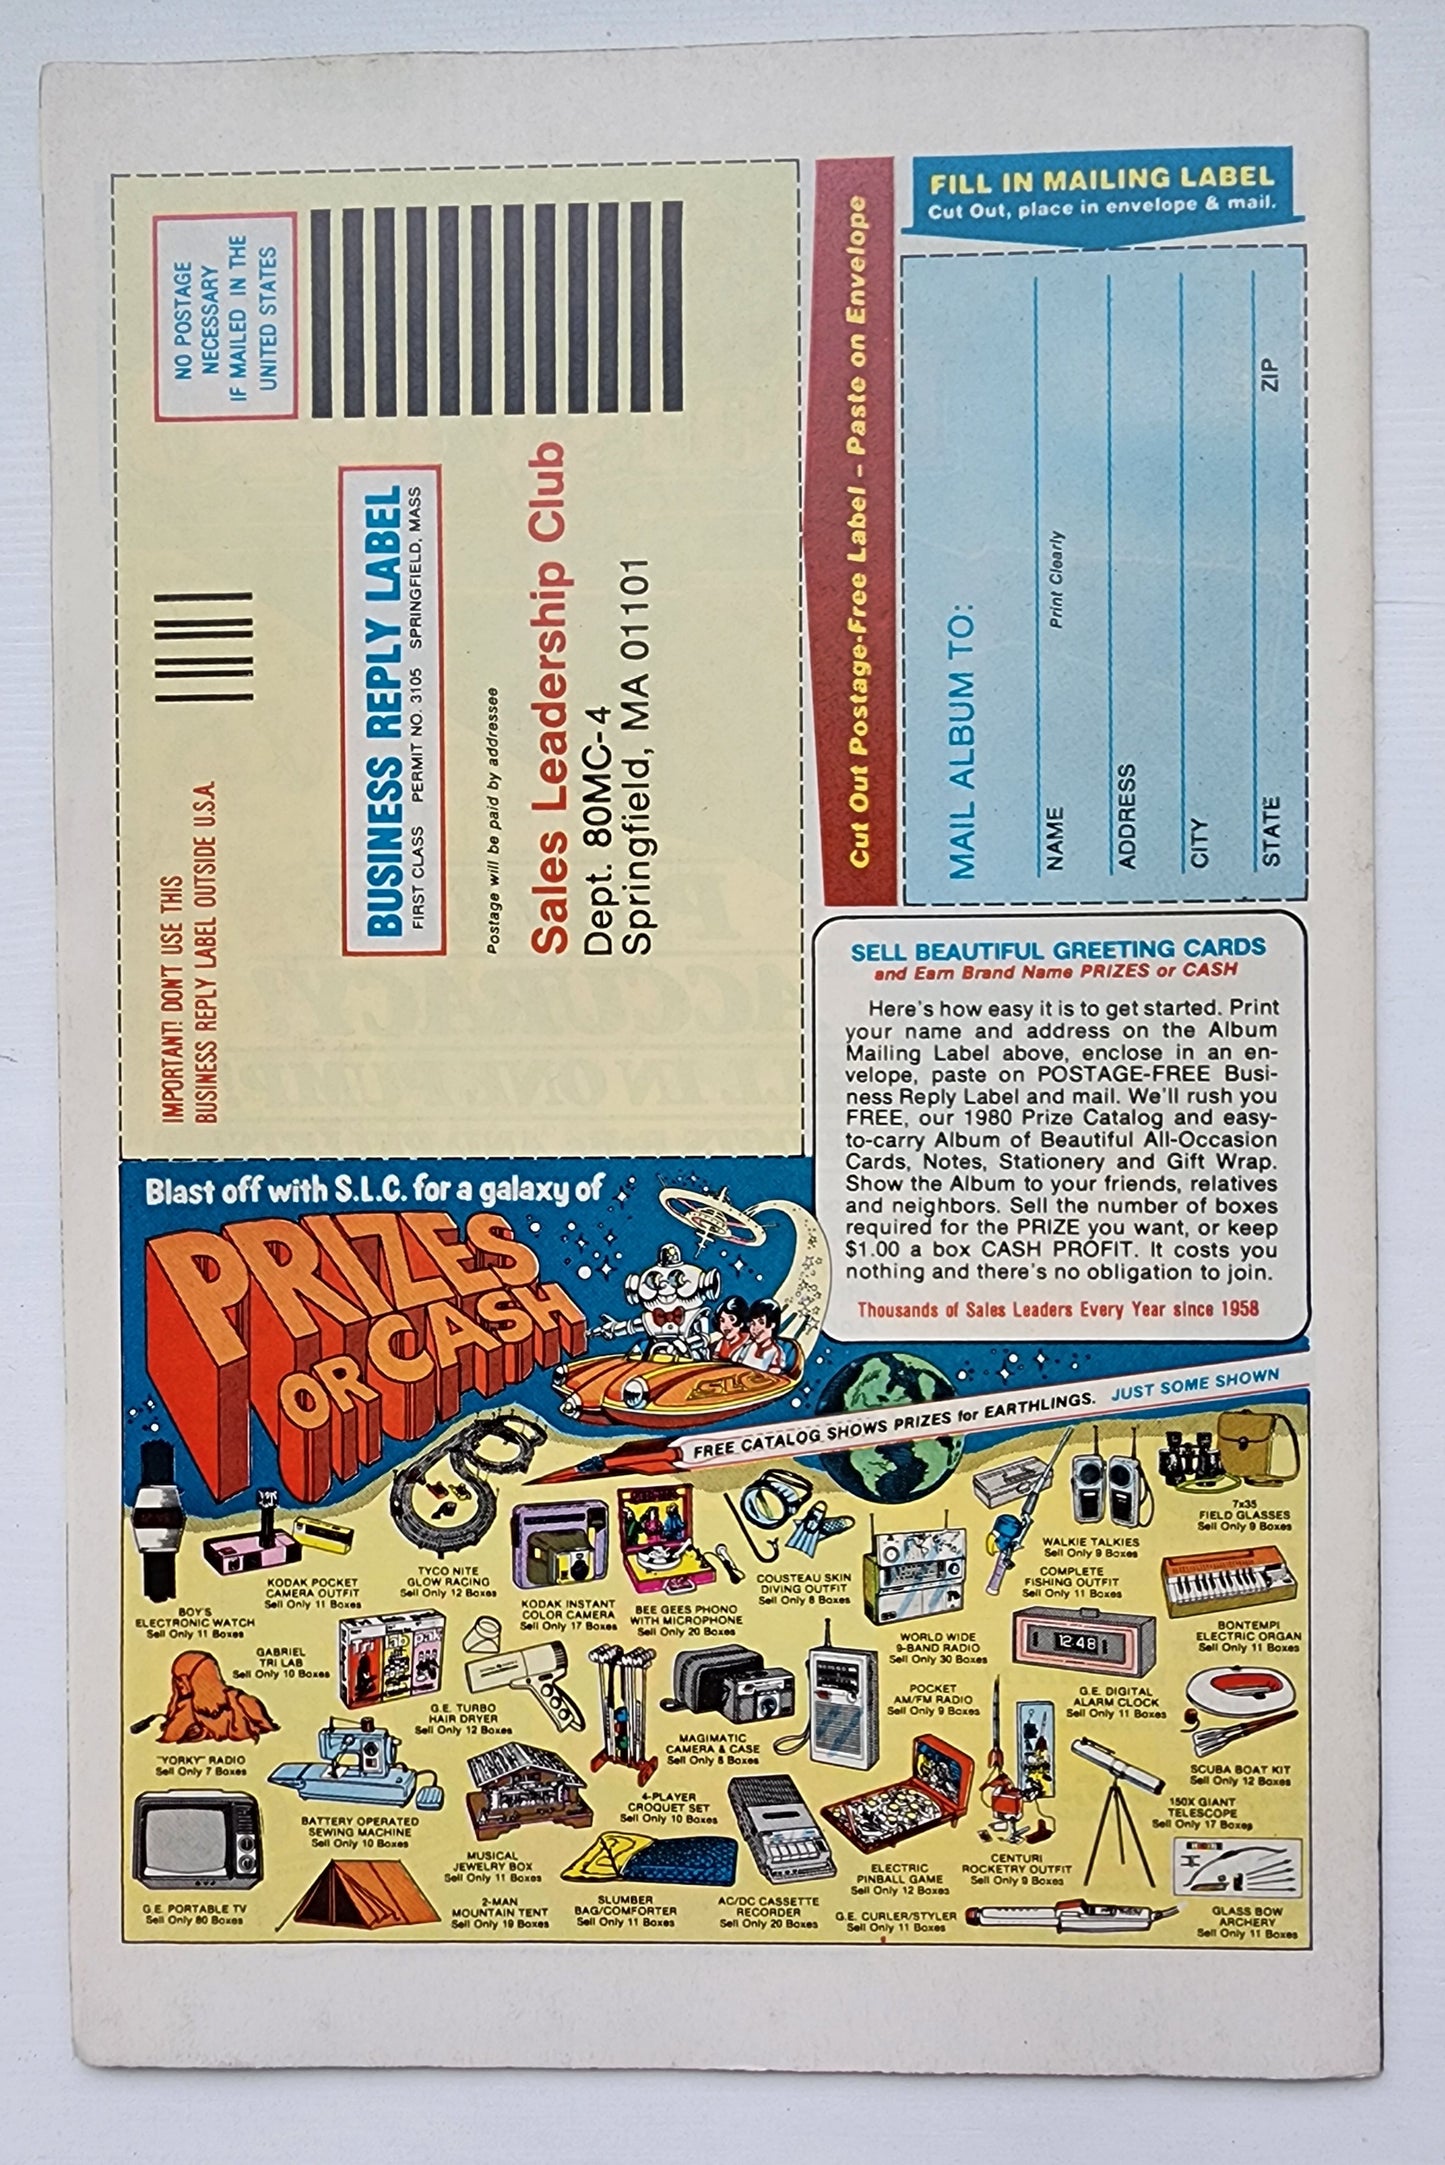 NO POSTAGE
NECESSARY
IF MAILED IN THE
UNITED STATES
IMPORTANT! DON'T USE THIS
BUSINESS REPLY LABEL OUTSIDE U.S.A.
BUSINESS REPLY LABEL
FIRST CLASS PERMIT NO. 3105 SPRINGFIELD, MASS
Postage will be paid by addressee
Sales Leadership Club
Dept. 80MC-4
Springfield, MA 01101
Cut Out Postage-Free Label – Paste on Envelope
FILL IN MAILING LABEL
Cut Out, place in envelope & mail.
MAIL ALBUM TO:
NAME
Print Clearly
ADDRESS
CITY
STATE ZIP
SELL BEAUTIFUL GREETING CARDS
and Earn Brand Name PRIZES or CASH
Here's how easy it is to get started. Print
your name and address on the Album
Mailing Label above, enclose in an en-
velope, paste on POSTAGE-FREE Busi-
ness Reply Label and mail. We'll rush you
FREE, our 1980 Prize Catalog and easy-
to-carry Album of Beautiful All-Occasion
Cards, Notes, Stationery and Gift Wrap.
Show the Album to your friends, relatives
and neighbors. Sell the number of boxes
required for the PRIZE you want, or keep
$1.00 a box CASH PROFIT. It costs you
nothing and there's no obligation to join.
Thousands of Sales Leaders Every Year since 1958
Blast off with S.L.C. for a galaxy of
PRIZES
OR CASH
SLC
FREE CATALOG SHOWS PRIZES for EARTHLINGS. JUST SOME SHOWN
BOY'S
ELECTRONIC WATCH
Sell Only 11 Boxes
KODAK POCKET
CAMERA OUTFIT
Sell Only 11 Boxes
TYCO NITE
GLOW RACING
Sell Only 12 Boxes
KODAK INSTANT
COLOR CAMERA
Sell Only 17 Boxes
BEE GEES PHONO
WITH MICROPHONE
Sell Only 20 Boxes
COUSTEAU SKIN
DIVING OUTFIT
Sell Only 8 Boxes
WORLD WIDE
9-BAND RADIO
Sell Only 30 Boxes
COMPLETE
FISHING OUTFIT
Sell Only 11 Boxes
WALKIE TALKIES
Sell Only 9 Boxes
7x35
FIELD GLASSES
Sell Only 9 Boxes
BONTEMPI
ELECTRIC ORGAN
Sell Only 11 Boxes
GABRIEL
TRI LAB
Sell Only 10 Boxes
Tri lab pak
G.E. TURBO
HAIR DRYER
Sell Only 12 Boxes
MAGIMATIC
CAMERA & CASE
Sell Only 8 Boxes
POCKET
AM/FM RADIO
Sell Only 9 Boxes
12 48
G.E. DIGITAL
ALARM CLOCK
Sell Only 11 Boxes
"YORKY" RADIO
Sell Only 7 Boxes
BATTERY OPERATED
SEWING MACHINE
Sell Only 10 Boxes
MUSICAL
JEWELRY BOX
Sell Only 11 Boxes
4-PLAYER
CROQUET SET
Sell Only 10 Boxes
SCUBA BOAT KIT
Sell Only 12 Boxes
150X GIANT
TELESCOPE
Sell Only 17 Boxes
G.E. PORTABLE TV
Sell Only 80 Boxes
2-MAN
MOUNTAIN TENT
Sell Only 19 Boxes
SLUMBER
BAG/COMFORTER
Sell Only 11 Boxes
AC/DC CASSETTE
RECORDER
Sell Only 20 Boxes
ELECTRIC
PINBALL GAME
Sell Only 12 Boxes
CENTURI
ROCKETRY OUTFIT
Sell Only 9 Boxes
G.E. CURLER/STYLER
Sell Only 11 Boxes
GLASS BOW
ARCHERY
Sell Only 11 Boxes